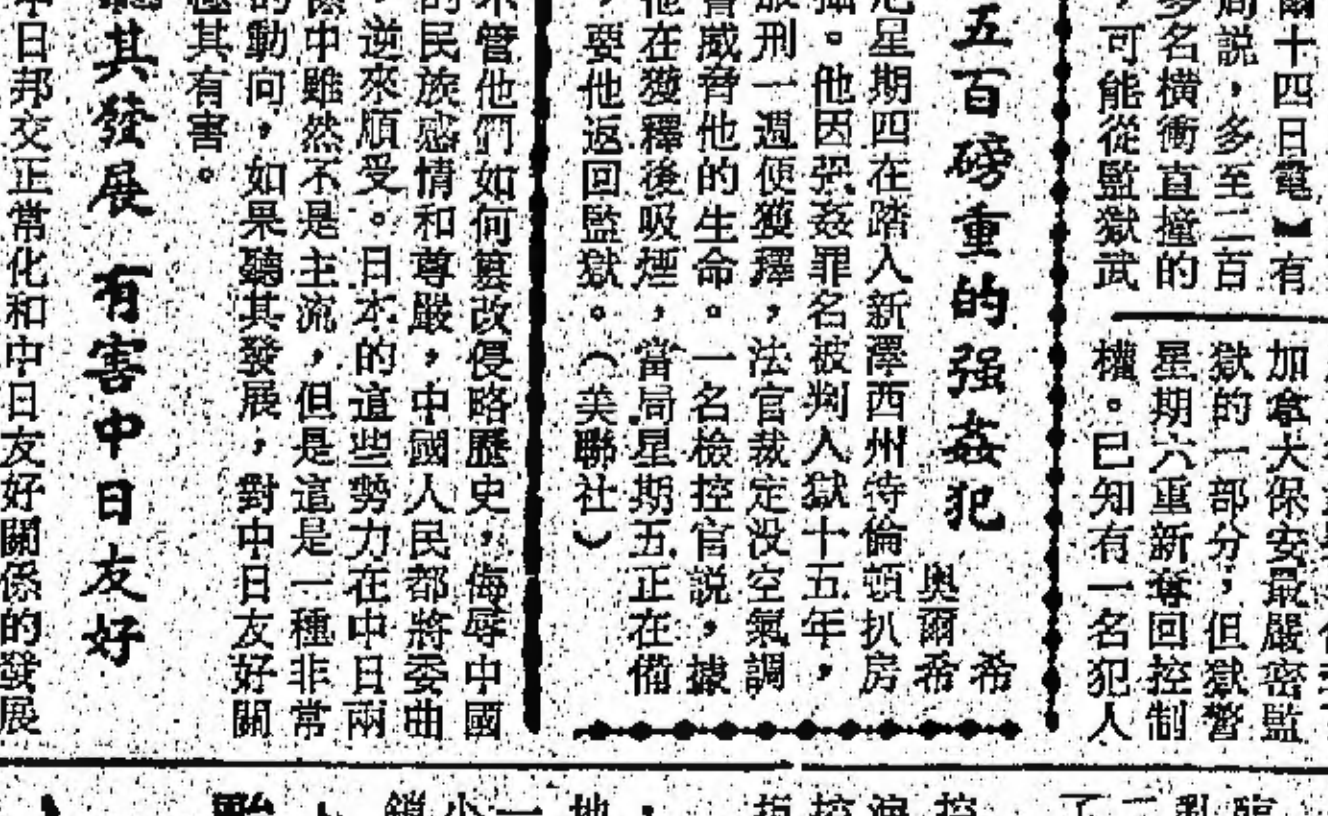 爾十四日電】有
局説，多至二百
多名橫衝直撞的
，可能從監獄武
加拿大保安最嚴密監
獄的一部分，但獄警
星期六重新奪回控制
權。已知有一名犯人
五百磅重的强姦犯
希
奧爾希
尼星期四在踏入新澤西州特倫頓扒房
。他因强姦罪名被判入獄十五年，
服刑一週便獲釋，法官裁定没空氣調
會威脅他的生命。一名檢控官説，據
他在獲釋後吸煙，當局星期五正在備
，要他返回監獄。（美聯社）
不管他們如何篡改侵略歷史，侮辱中國
的民族感情和尊嚴，中國人民都將委曲
逆來順受。日本的這些勢力在中日兩
係中雖然不是主流，但是這是一種非常
的動向，如果聽其發展，對中日友好關
極其有害。
其發展 有害中日友好
中日邦交正常化和中日友好關係的發展